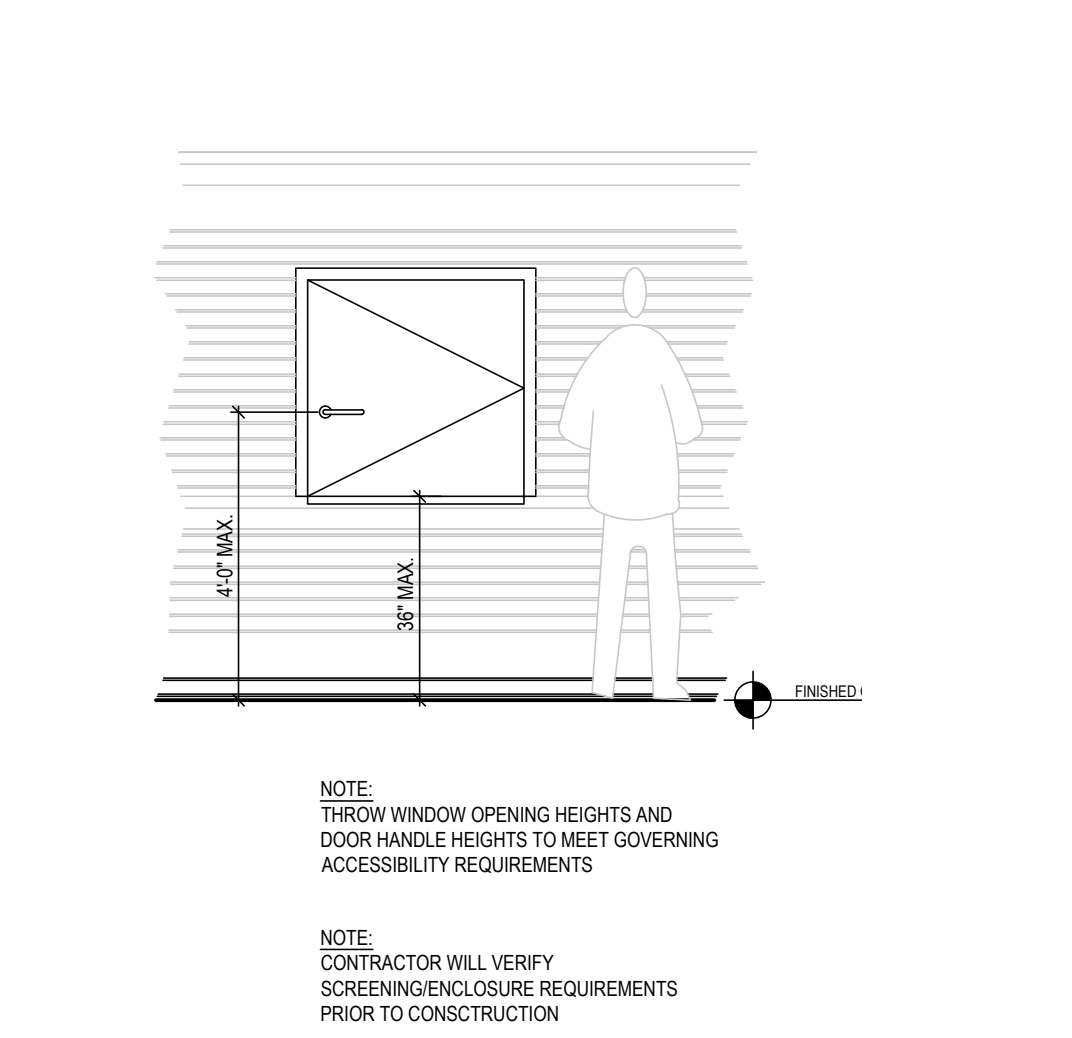 4'-0" MAX.
36" MAX.
FINISHED
NOTE:
THROW WINDOW OPENING HEIGHTS AND
DOOR HANDLE HEIGHTS TO MEET GOVERNING
ACCESSIBILITY REQUIREMENTS
NOTE:
CONTRACTOR WILL VERIFY
SCREENING/ENCLOSURE REQUIREMENTS
PRIOR TO CONSCTRUCTION